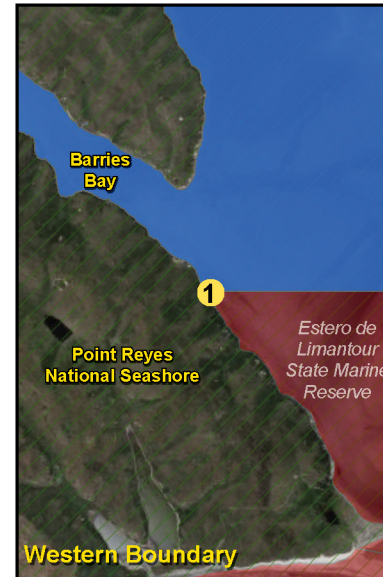 Barries
Bay
1
Estero de
Limantour
State Marine
Reserve
Point Reyes
National Seashore
Western Boundary